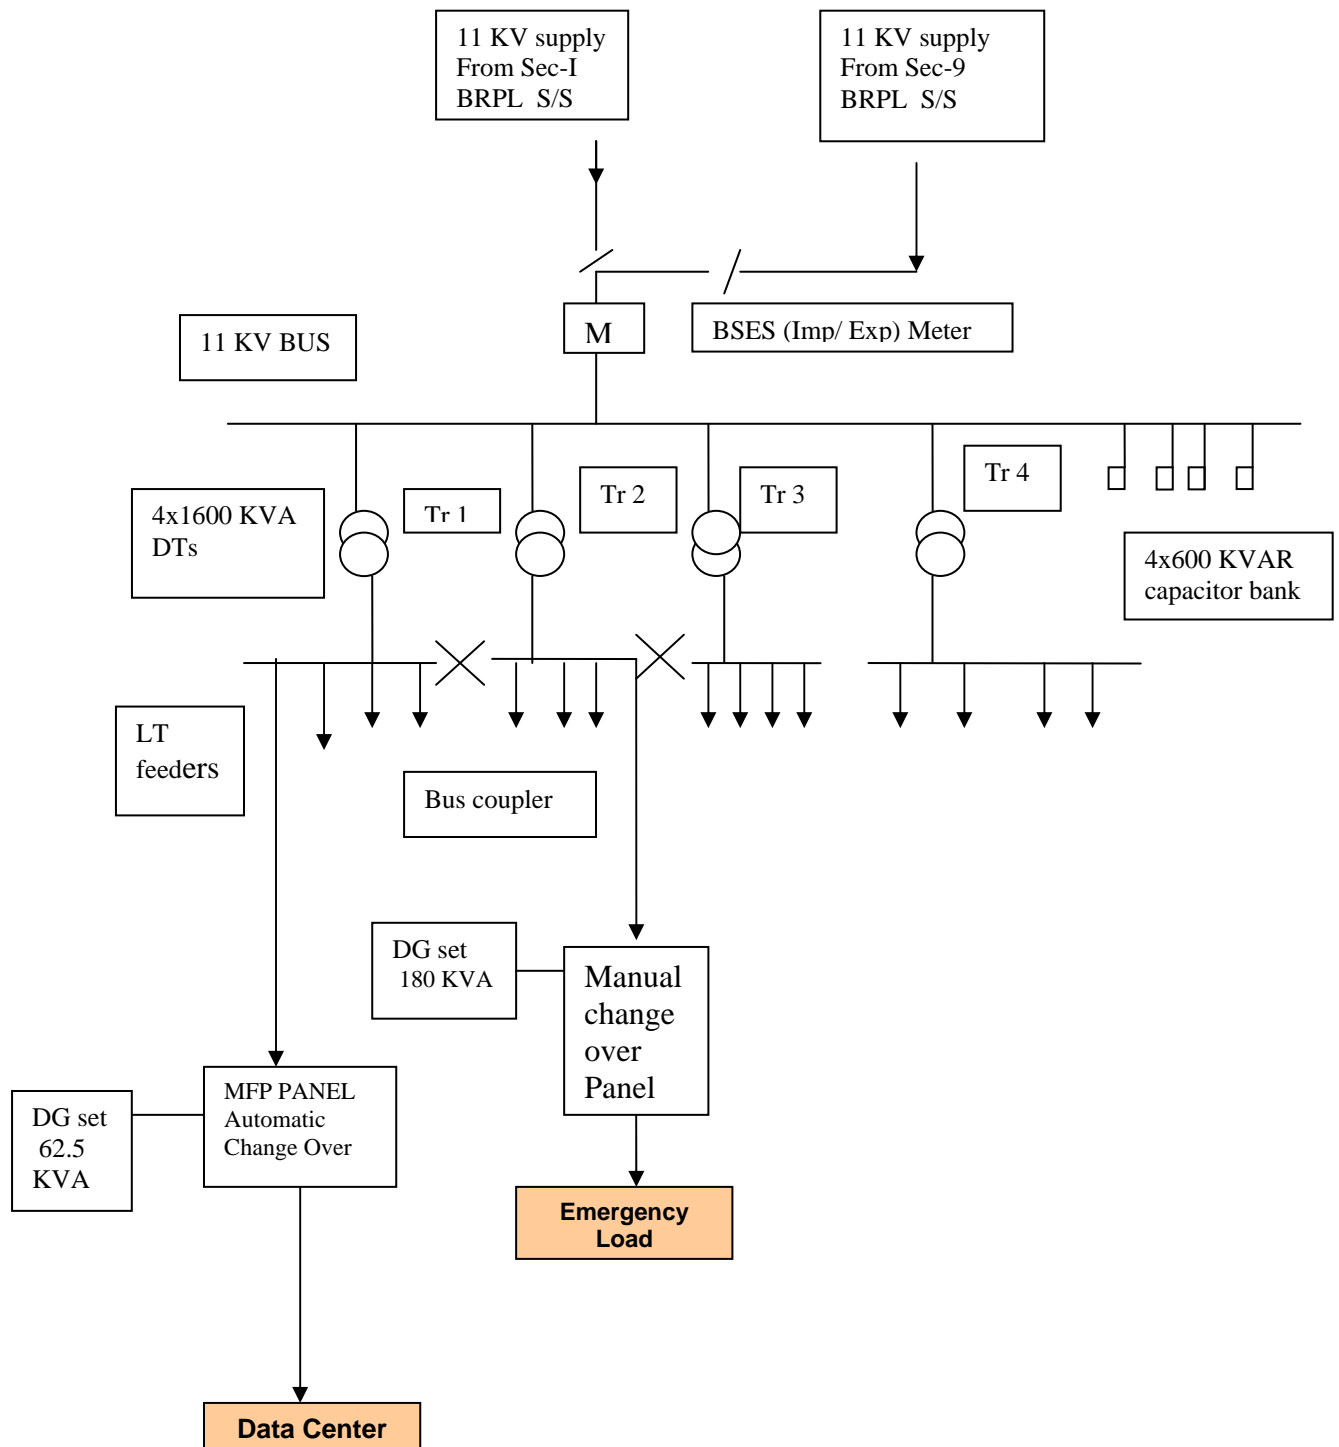 11 KV supply
From Sec-I
BRPL S/S
11 KV supply
From Sec-9
BRPL S/S
M
BSES (Imp/ Exp) Meter
11 KV BUS
4x1600 KVA
DTs
Tr 1
Tr 2
Tr 3
Tr 4
4x600 KVAR
capacitor bank
LT
feeders
Bus coupler
DG set
180 KVA
Manual
change
over
Panel
DG set
62.5
KVA
MFP PANEL
Automatic
Change Over
Emergency
Load
Data Center